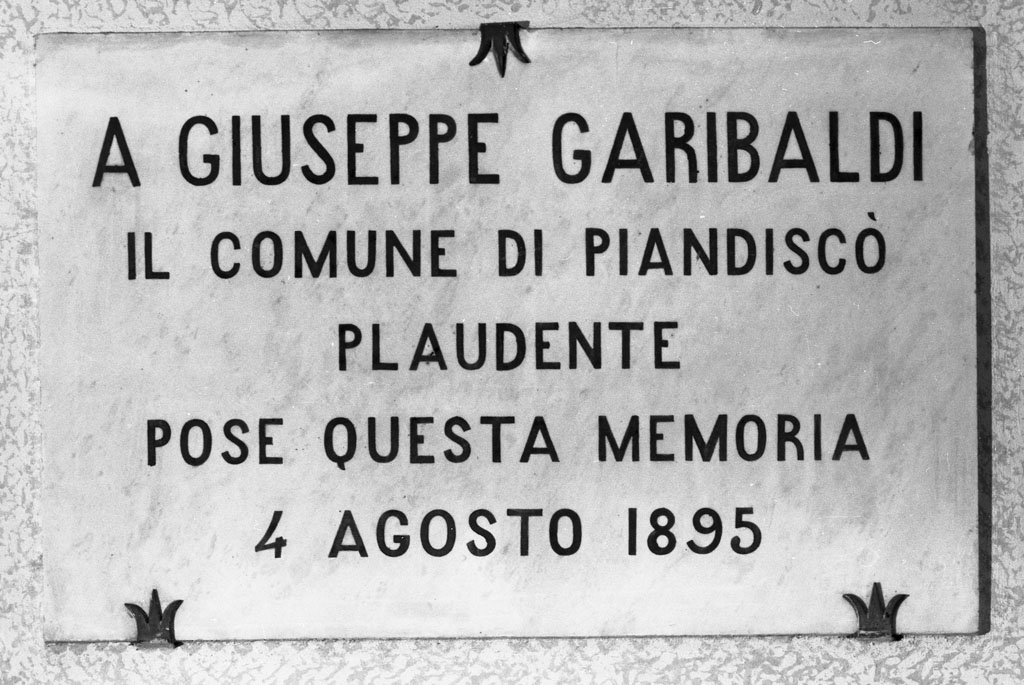 A GIUSEPPE GARIBALDI
IL COMUNE DI PIANDISCÒ
PLAUDENTE
POSE QUESTA MEMORIA
4 AGOSTO 1895